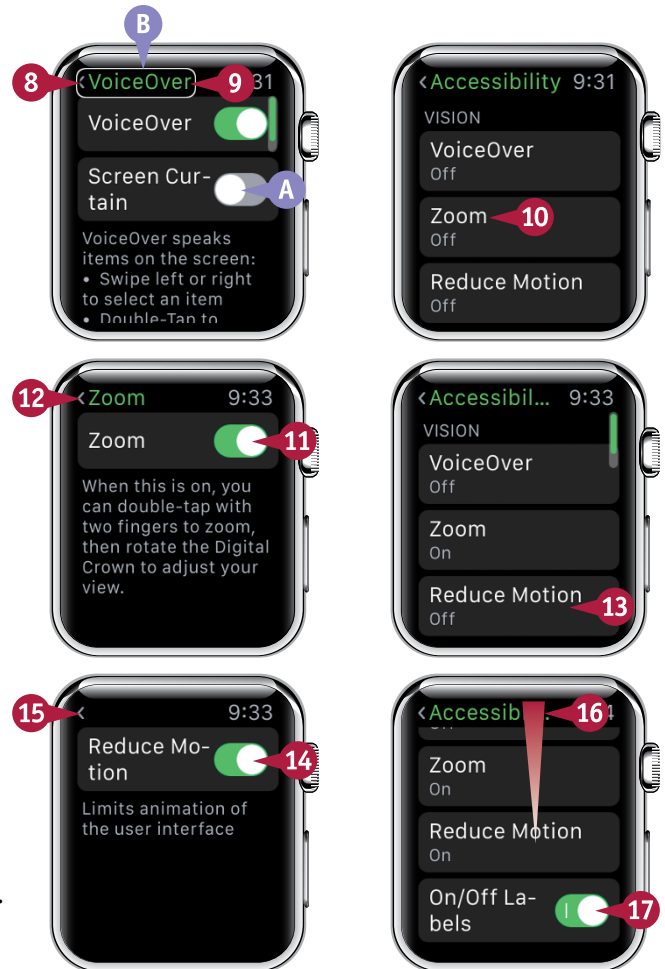 B
8
‹ VoiceOver
9
31
VoiceOver
Screen Cur-
tain
A
VoiceOver speaks
items on the screen:
• Swipe left or right
to select an item
• Double-Tap to
‹ Accessibility 9:31
VISION
VoiceOver
Off
Zoom
Off
10
Reduce Motion
Off
12
‹ Zoom 9:33
Zoom
11
When this is on, you
can double-tap with
two fingers to zoom,
then rotate the Digital
Crown to adjust your
view.
‹ Accessibil... 9:33
VISION
VoiceOver
Off
Zoom
On
Reduce Motion
Off
13
15
‹ 9:33
Reduce Mo-
tion
14
Limits animation of
the user interface
‹ Accessib
16
4
Zoom
On
Reduce Motion
On
On/Off La-
bels
17